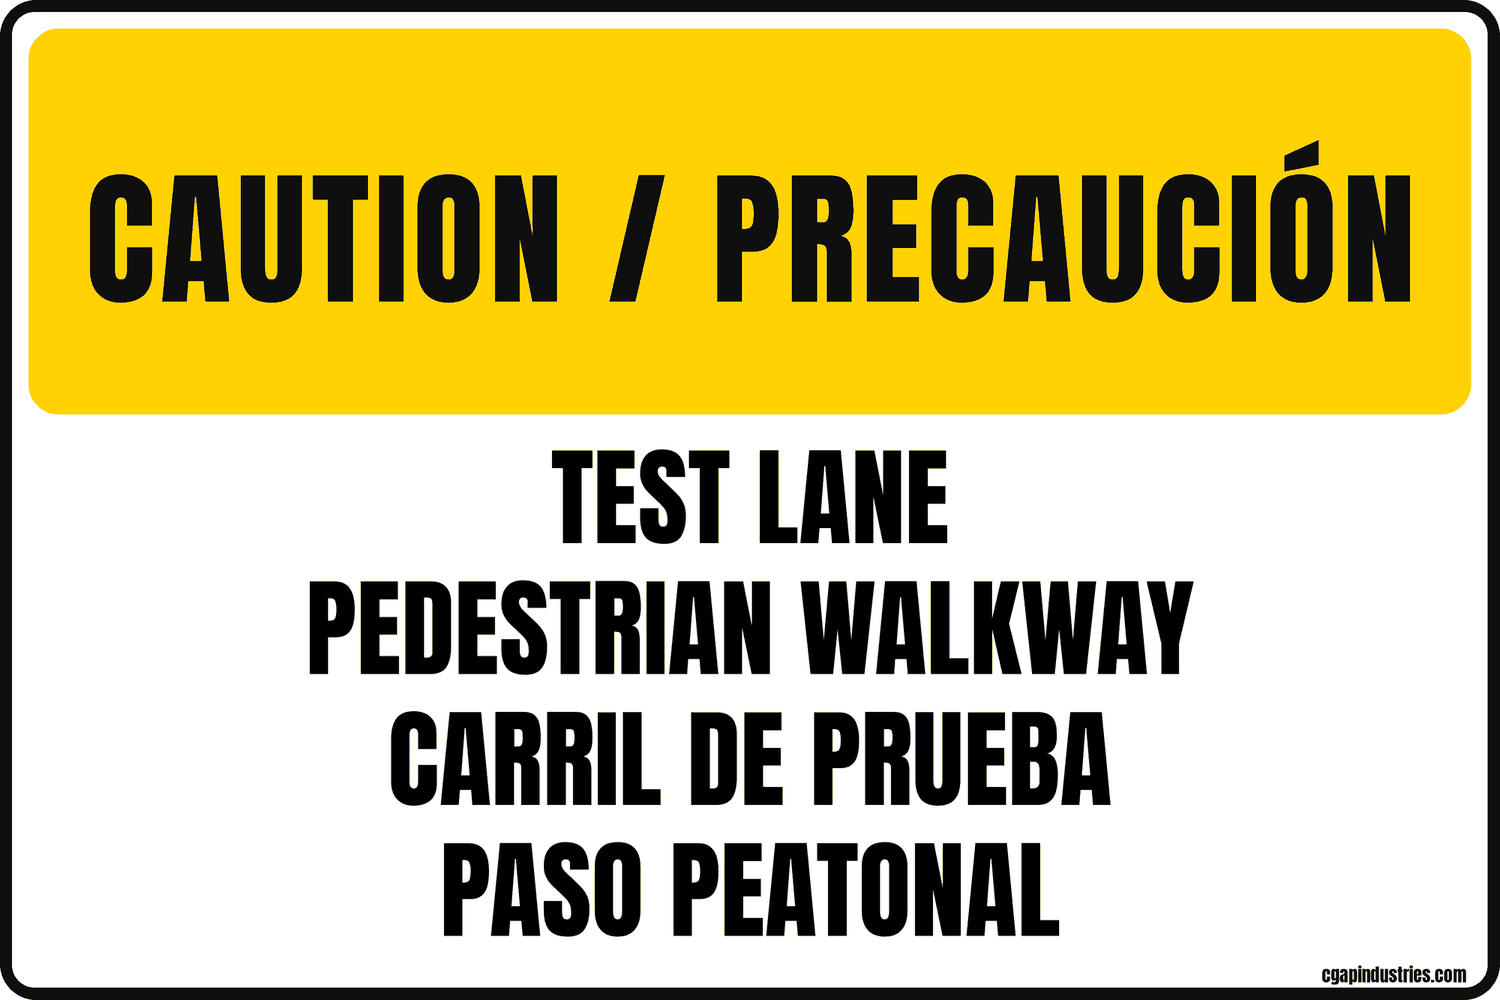 CAUTION / PRECAUCIÓN
TEST LANE
PEDESTRIAN WALKWAY
CARRIL DE PRUEBA
PASO PEATONAL
cgapindustries.com